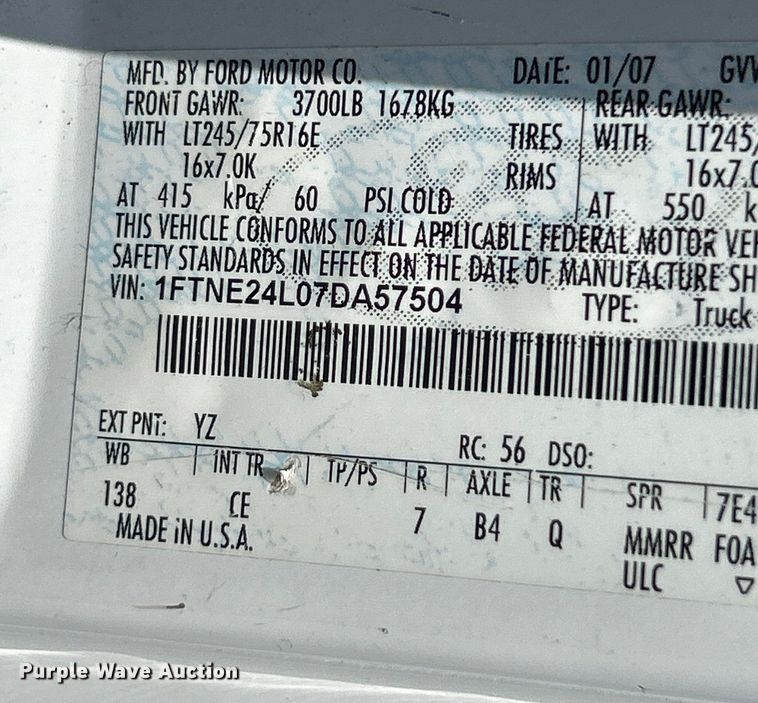 MFD. BY FORD MOTOR CO. DATE: 01/07 GVW
FRONT GAWR: 3700LB 1678KG REAR GAWR:
WITH LT245/75R16E TIRES WITH LT245/
16x7.0K RIMS 16x7.0
AT 415 kPa/ 60 PSI COLD AT 550 k
THIS VEHICLE CONFORMS TO ALL APPLICABLE FEDERAL MOTOR VEH
SAFETY STANDARDS IN EFFECT ON THE DATE OF MANUFACTURE SH
VIN: 1FTNE24L07DA57504 TYPE: Truck
EXT PNT: YZ RC: 56 DSO:
WB INT TR TP/PS R AXLE TR SPR 7E4
138 CE 7 B4 Q MMRR FOA
MADE IN U.S.A. ULC
Purple Wave Auction